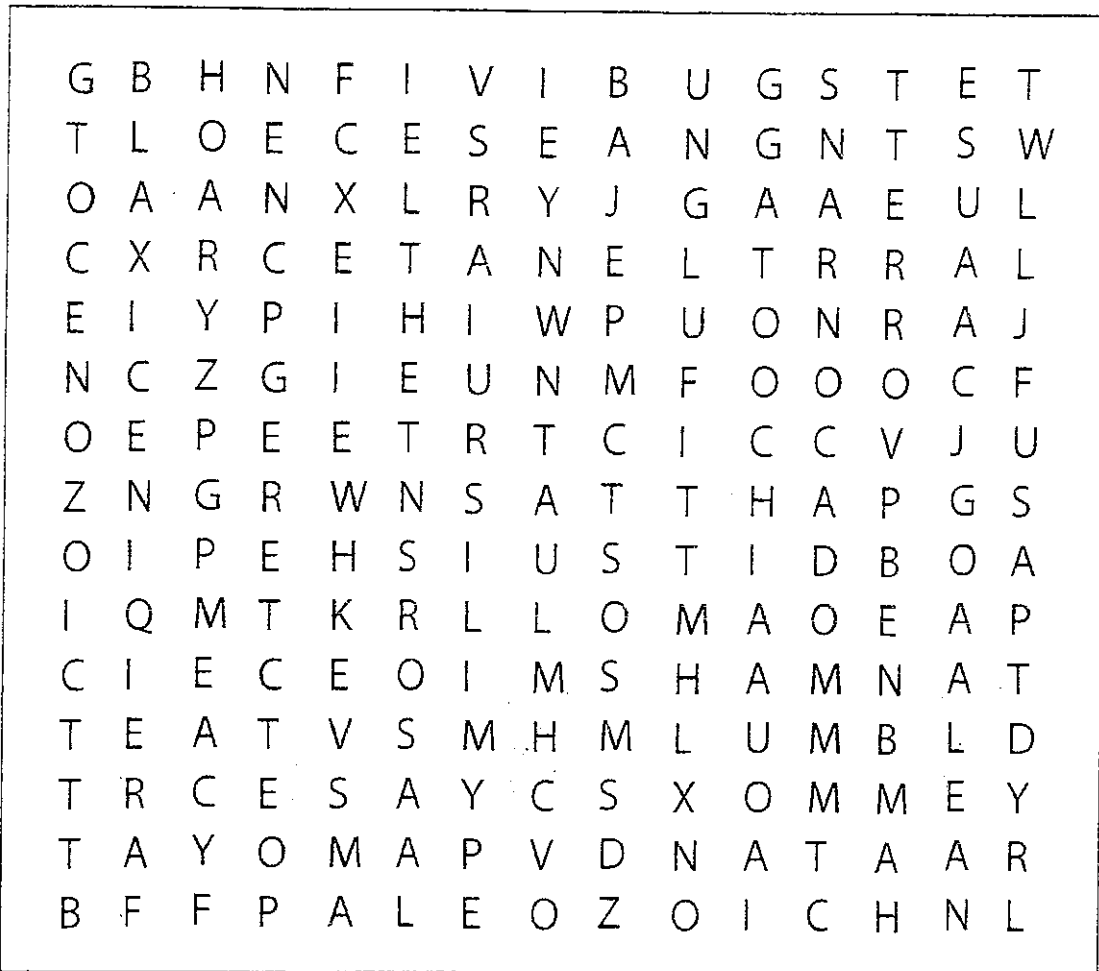 G B H N F I V I B U G S T E T
T L O E C E S E A N G N T S W
O A A N X L R Y J G A A E U L
C X R C E T A N E L T R R A L
E I Y P I H I W P U O N R A J
N C Z G I E U N M F O O O C F
O E P E E T R T C I C C V J U
Z N G R W N S A T T H A P G S
O I P E H S I U S T I D B O A
I Q M T K R L L O M A O E A P
C I E C E O I M S H A M N A T
T E A T V S M H M L U M B L D
T R C E S A Y C S X O M M E Y
T A Y O M A P V D N A T A A R
B F F P A L E O Z O I C H N L